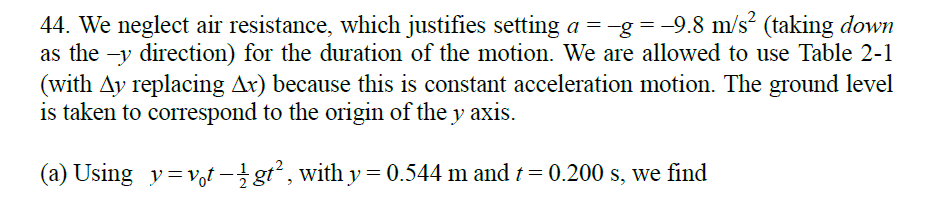 44. We neglect air resistance, which justifies setting a = –g = –9.8 m/s² (taking down
as the –y direction) for the duration of the motion. We are allowed to use Table 2-1
(with Δy replacing Δx) because this is constant acceleration motion. The ground level
is taken to correspond to the origin of the y axis.
(a) Using y = v₀t – ½ gt², with y = 0.544 m and t = 0.200 s, we find